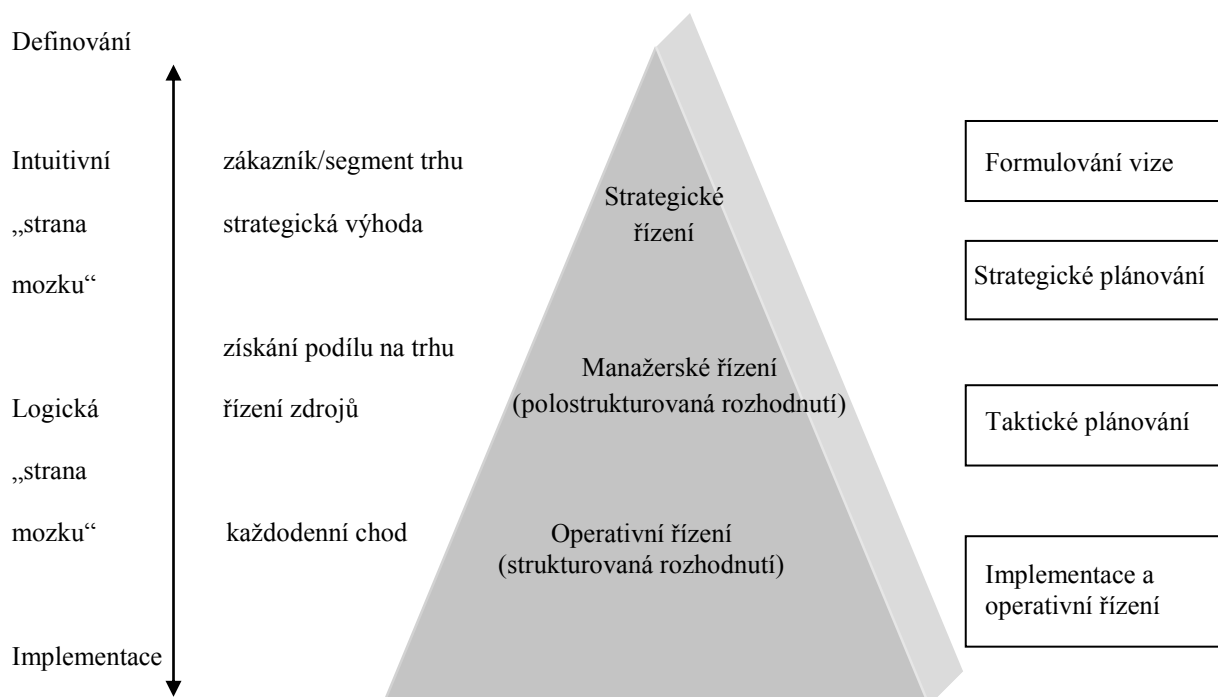 Definování
Intuitivní
„strana
mozku“
Logická
„strana
mozku“
Implementace
zákazník/segment trhu
strategická výhoda
získání podílu na trhu
řízení zdrojů
každodenní chod
Strategické
řízení
Manažerské řízení
(polostrukturovaná rozhodnutí)
Operativní řízení
(strukturovaná rozhodnutí)
Formulování vize
Strategické plánování
Taktické plánování
Implementace a
operativní řízení